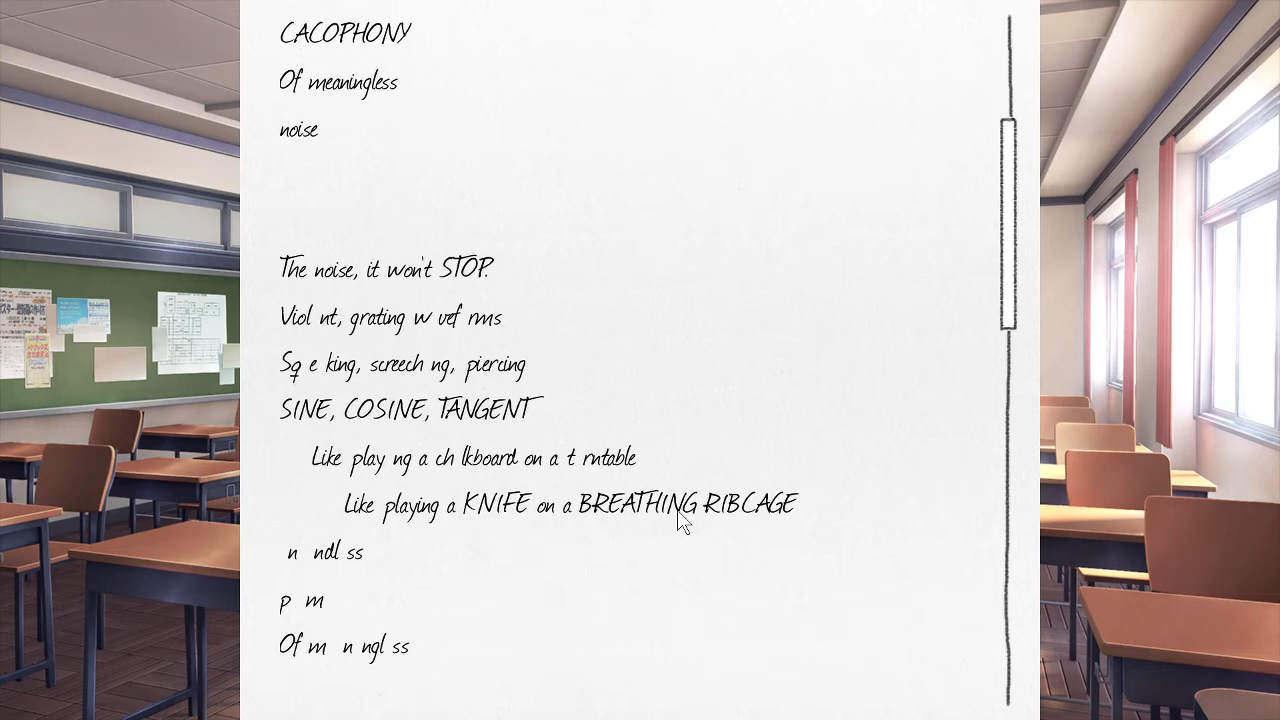 CACOPHONY
Of meaningless
noise
The noise, it won't STOP.
Viol nt, grating w vef rms
Sq e king, screech ng, piercing
SINE, COSINE, TANGENT
Like play ng a ch lkboard on a t rntable
Like playing a KNIFE on a BREATHING RIBCAGE
n ndl ss
p m
Of m n ngl ss